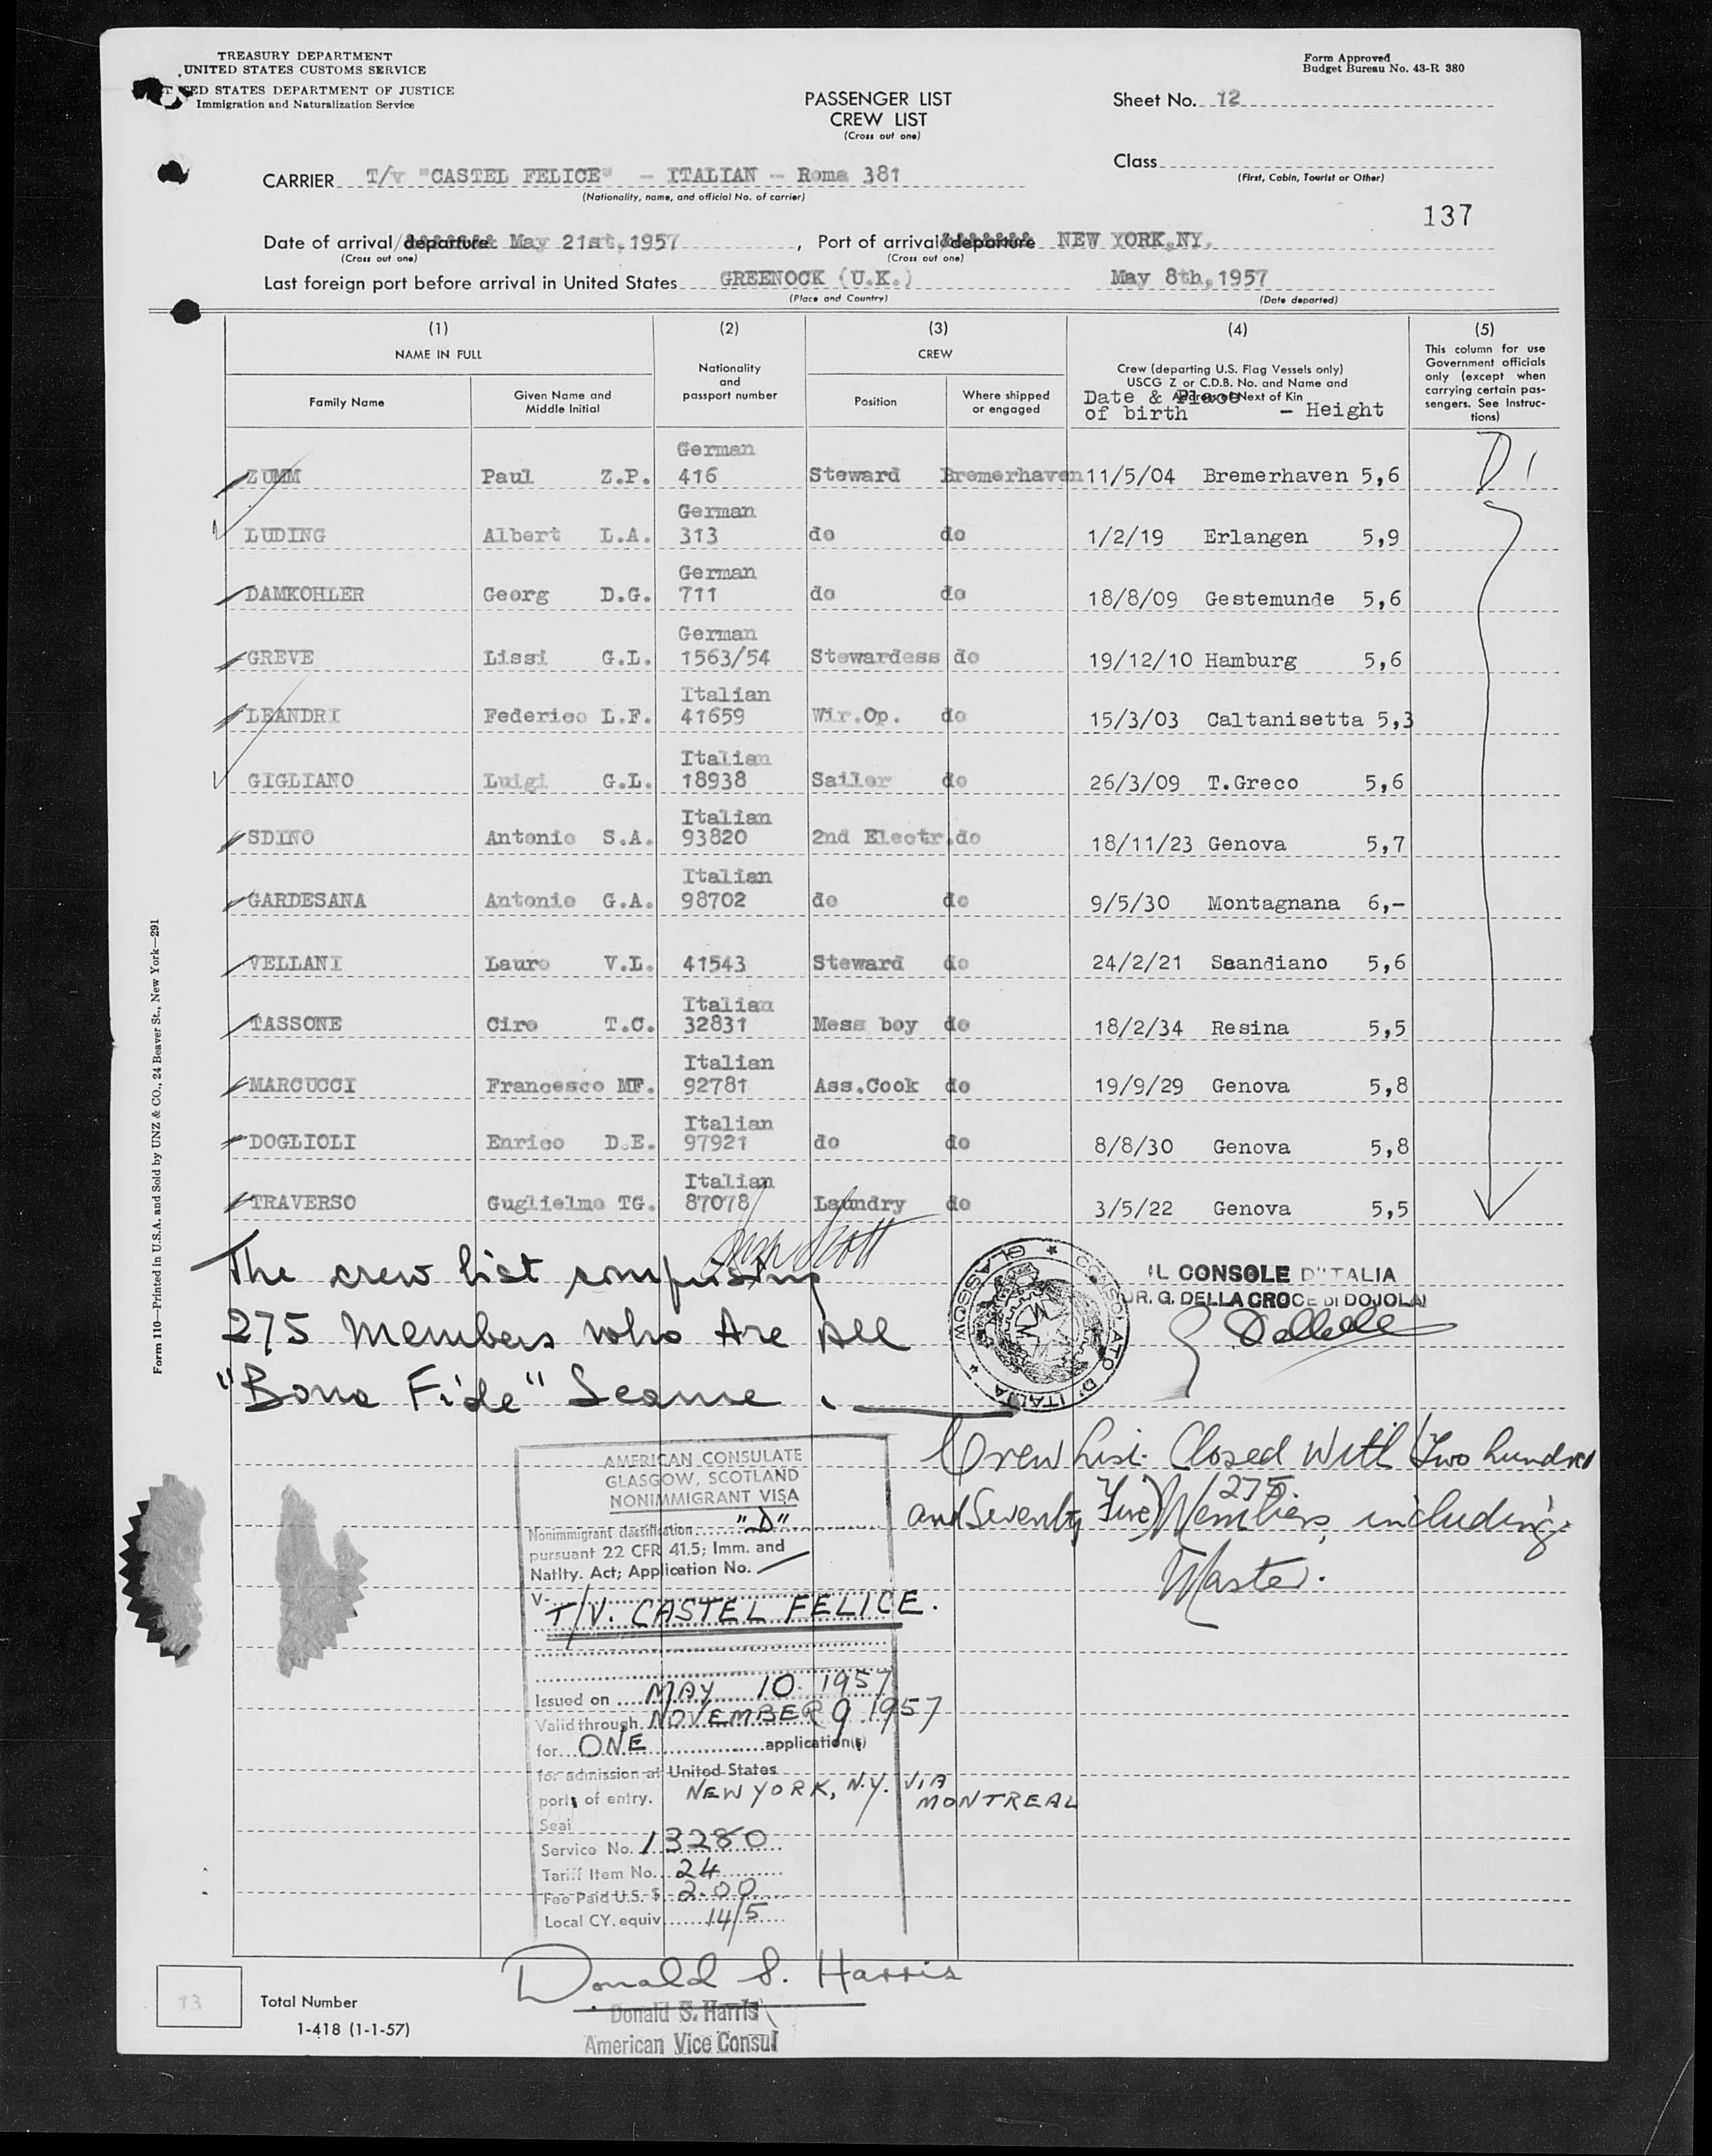 TREASURY DEPARTMENT
UNITED STATES CUSTOMS SERVICE
STATES DEPARTMENT OF JUSTICE
Immigration and Naturalization Service
Form Approved
Budget Bureau No. 43-R 380
PASSENGER LIST
CREW LIST
(Cross out one)
Sheet No. 12
Class
(First, Cabin, Tourist or Other)
CARRIER T/V "CASTEL FELICE" - ITALIAN - Roma 381
(Nationality, name, and official No. of carrier)
137
Date of arrival/departure May 21st,1957, Port of arrival departure NEW YORK,NY.
(Cross out one) (Cross out one)
Last foreign port before arrival in United States GREENOCK (U.K.) May 8th,1957
(Place and Country) (Date departed)
(1) (2) (3) (4) (5)
NAME IN FULL Nationality and passport number CREW Crew (departing U.S. Flag Vessels only) USCG Z or C.D.B. No. and Name and Address of Next of Kin This column for use Government officials only (except when carrying certain passengers. See Instructions)
Family Name Given Name and Middle Initial Position Where shipped or engaged Date & Place of birth - Height
German
ZUMM Paul Z.P. 416 Steward Bremerhaven 11/5/04 Bremerhaven 5,6
German
LUDING Albert L.A. 313 do do 1/2/19 Erlangen 5,9
German
DAMKOHLER Georg D.G. 711 do do 18/8/09 Gestemunde 5,6
German
GREVE Lissi G.L. 1563/54 Stewardess do 19/12/10 Hamburg 5,6
Italian
LEANDRI Federico L.F. 41659 Wir.Op. do 15/3/03 Caltanisetta 5,3
Italian
GIGLIANO Luigi G.L. 18938 Sailor do 26/3/09 T.Greco 5,6
Italian
SDINO Antonio S.A. 93820 2nd Electr. do 18/11/23 Genova 5,7
Italian
GARDESANA Antonio G.A. 98702 do do 9/5/30 Montagnana 6,-
VELLANI Lauro V.L. 41543 Steward do 24/2/21 Scandiano 5,6
Italian
TASSONE Ciro T.C. 32831 Mess boy do 18/2/34 Resina 5,5
Italian
MARCUCCI Francesco MF. 92781 Ass.Cook do 19/9/29 Genova 5,8
Italian
DOGLIOLI Enrico D.E. 97921 do do 8/8/30 Genova 5,8
Italian
TRAVERSO Guglielmo TG. 87078 Laundry do 3/5/22 Genova 5,5
The crew list comprising
275 Members who Are All
"Bona Fide" Seame
CONSOLATO D'ITALIA GLASGOW
IL CONSOLE D'ITALIA
DR. G. DELLA CROCE DI DOJOLA
Crew List Closed With (Two hundred
and Seventy Five) 275. Members, including
Master.
AMERICAN CONSULATE
GLASGOW, SCOTLAND
NONIMMIGRANT VISA
Nonimmigrant classification "D"
pursuant 22 CFR 41.5; Imm. and
Natlty. Act; Application No.
V-
T/V. CASTEL FELICE.
Issued on MAY 10 1957
Valid through NOVEMBER 9 1957
for ONE application(s)
for admission at United States
ports of entry. NEW YORK, N.Y. VIA
MONTREAL
Seal
Service No. 13280
Tariff Item No. 24
Fee Paid U.S. $ 2.00
Local CY. equiv. 14/5
Donald S. Harris
Donald S. Harris
American Vice Consul
93
Total Number
1-418 (1-1-57)
Form 110—Printed in U.S.A. and Sold by UNZ & CO., 24 Beaver St., New York—291